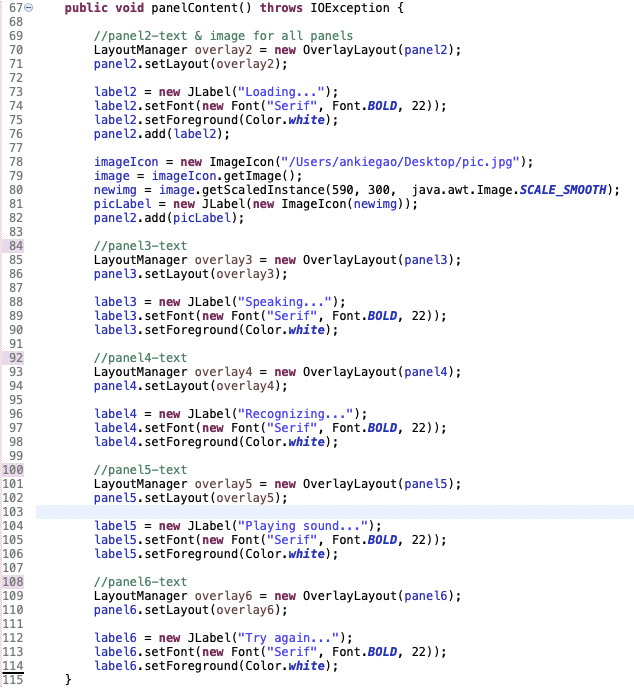 67 public void panelContent() throws IOException {
68
69 //panel2-text & image for all panels
70 LayoutManager overlay2 = new OverlayLayout(panel2);
71 panel2.setLayout(overlay2);
72
73 label2 = new JLabel("Loading...");
74 label2.setFont(new Font("Serif", Font.BOLD, 22));
75 label2.setForeground(Color.white);
76 panel2.add(label2);
77
78 imageIcon = new ImageIcon("/Users/ankiegao/Desktop/pic.jpg");
79 image = imageIcon.getImage();
80 newimg = image.getScaledInstance(590, 300,  java.awt.Image.SCALE_SMOOTH);
81 picLabel = new JLabel(new ImageIcon(newimg));
82 panel2.add(picLabel);
83
84 //panel3-text
85 LayoutManager overlay3 = new OverlayLayout(panel3);
86 panel3.setLayout(overlay3);
87
88 label3 = new JLabel("Speaking...");
89 label3.setFont(new Font("Serif", Font.BOLD, 22));
90 label3.setForeground(Color.white);
91
92 //panel4-text
93 LayoutManager overlay4 = new OverlayLayout(panel4);
94 panel4.setLayout(overlay4);
95
96 label4 = new JLabel("Recognizing...");
97 label4.setFont(new Font("Serif", Font.BOLD, 22));
98 label4.setForeground(Color.white);
99
100 //panel5-text
101 LayoutManager overlay5 = new OverlayLayout(panel5);
102 panel5.setLayout(overlay5);
103
104 label5 = new JLabel("Playing sound...");
105 label5.setFont(new Font("Serif", Font.BOLD, 22));
106 label5.setForeground(Color.white);
107
108 //panel6-text
109 LayoutManager overlay6 = new OverlayLayout(panel6);
110 panel6.setLayout(overlay6);
111
112 label6 = new JLabel("Try again...");
113 label6.setFont(new Font("Serif", Font.BOLD, 22));
114 label6.setForeground(Color.white);
115 }